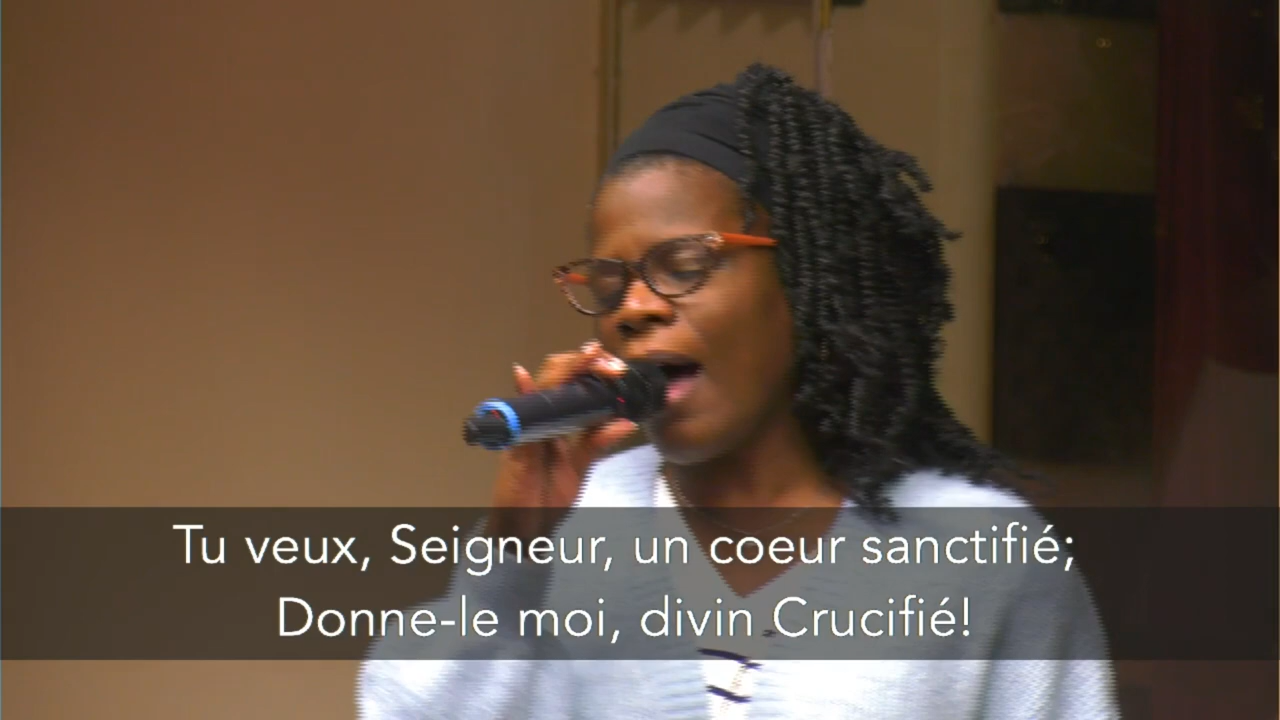 Tu veux, Seigneur, un coeur sanctifié;
Donne-le moi, divin Crucifié!